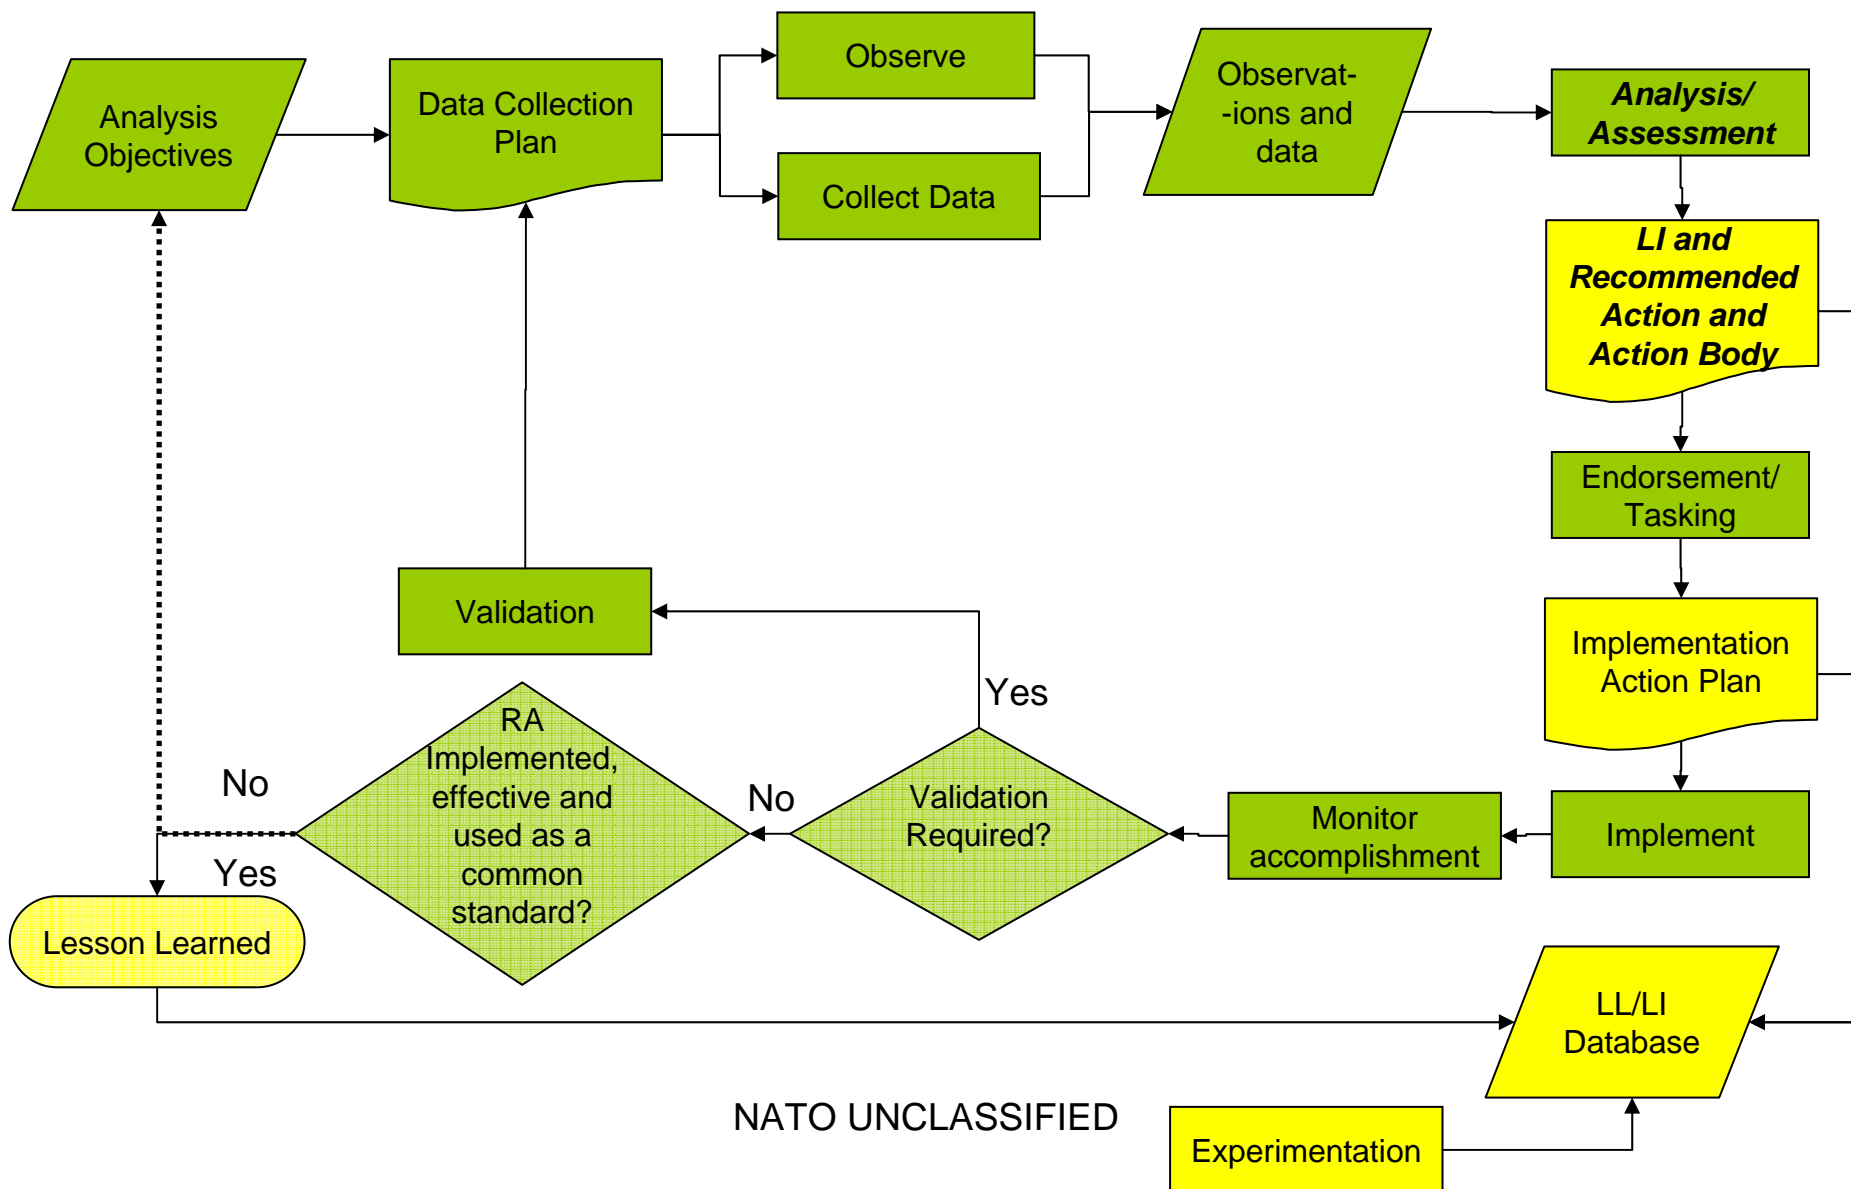 Analysis
Objectives
Data Collection
Plan
Observe
Collect Data
Observat-
-ions and
data
Analysis/
Assessment
LI and
Recommended
Action and
Action Body
Endorsement/
Tasking
Implementation
Action Plan
Implement
Monitor
accomplishment
Validation
Required?
Yes
No
Validation
RA
Implemented,
effective and
used as a
common
standard?
No
Yes
Lesson Learned
LL/LI
Database
Experimentation
NATO UNCLASSIFIED